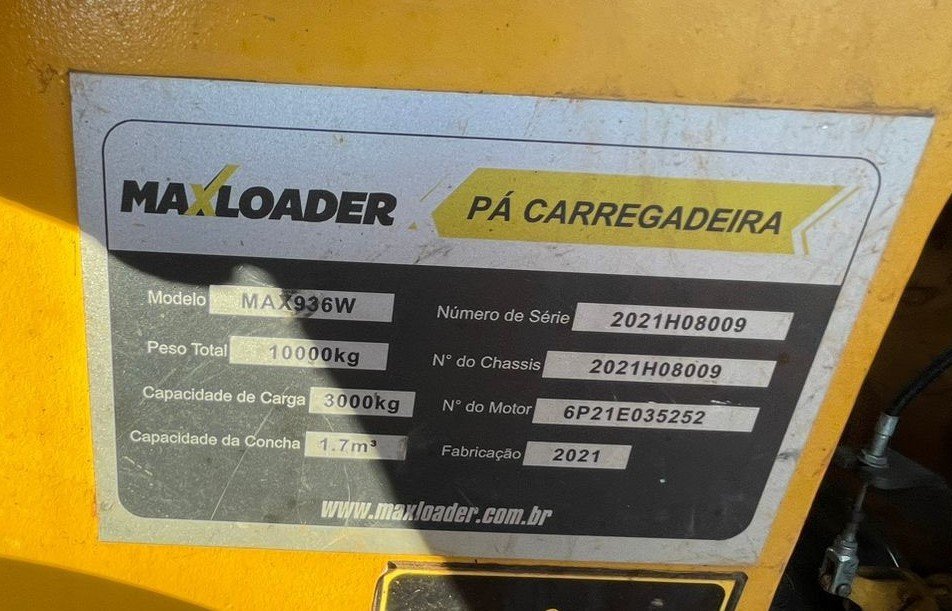 MAXLOADER
PÁ CARREGADEIRA
Modelo MAX936W
Peso Total 10000kg
Capacidade de Carga 3000kg
Capacidade da Concha 1.7m³
Número de Série 2021H08009
N° do Chassis 2021H08009
N° do Motor 6P21E035252
Fabricação 2021
www.maxloader.com.br